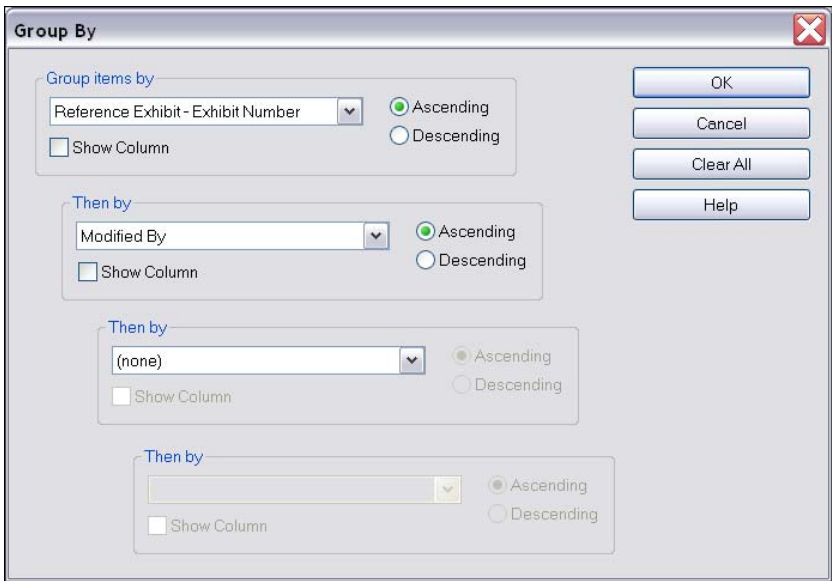 Group By
Group items by
Reference Exhibit - Exhibit Number
Ascending
Descending
Show Column
OK
Cancel
Clear All
Help
Then by
Modified By
Ascending
Descending
Show Column
Then by
(none)
Ascending
Descending
Show Column
Then by
Ascending
Descending
Show Column